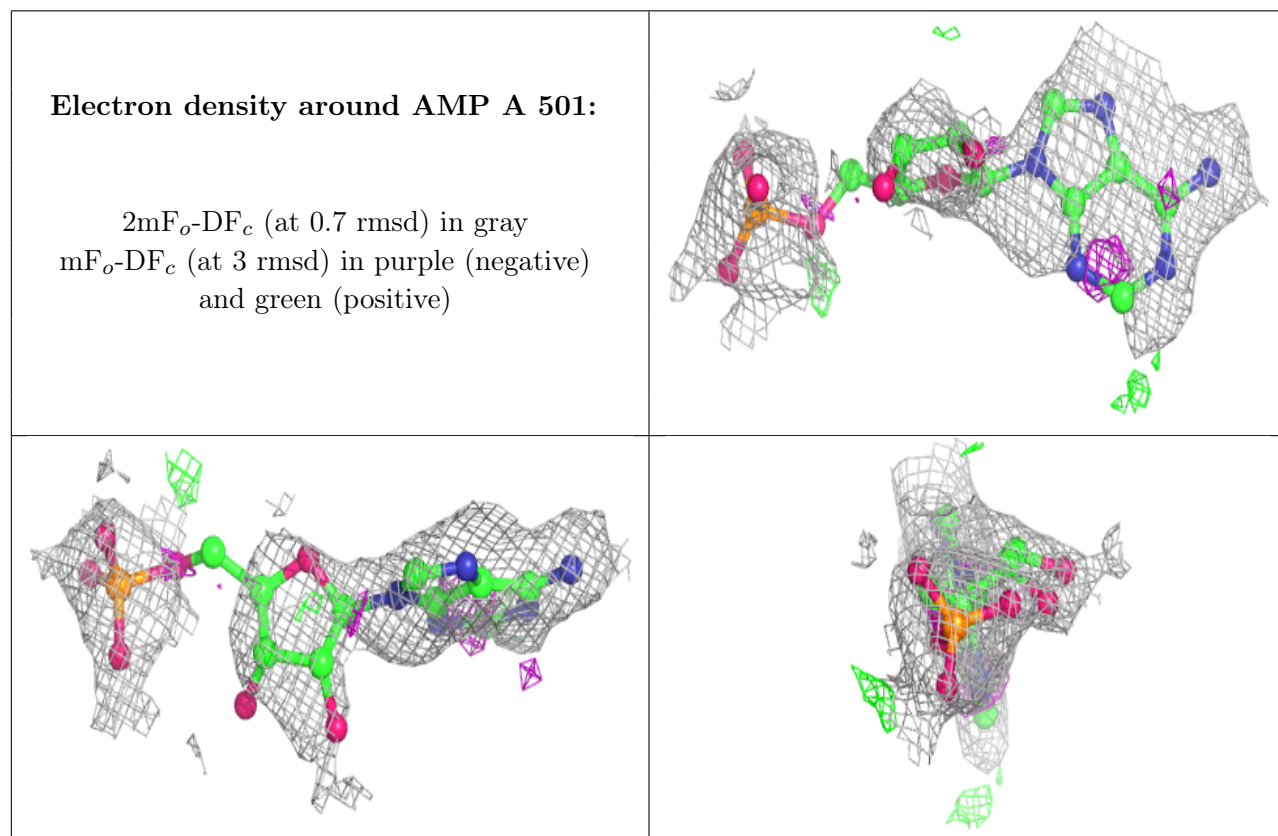 Electron density around AMP A 501:
2mFo-DFc (at 0.7 rmsd) in gray
mFo-DFc (at 3 rmsd) in purple (negative)
and green (positive)